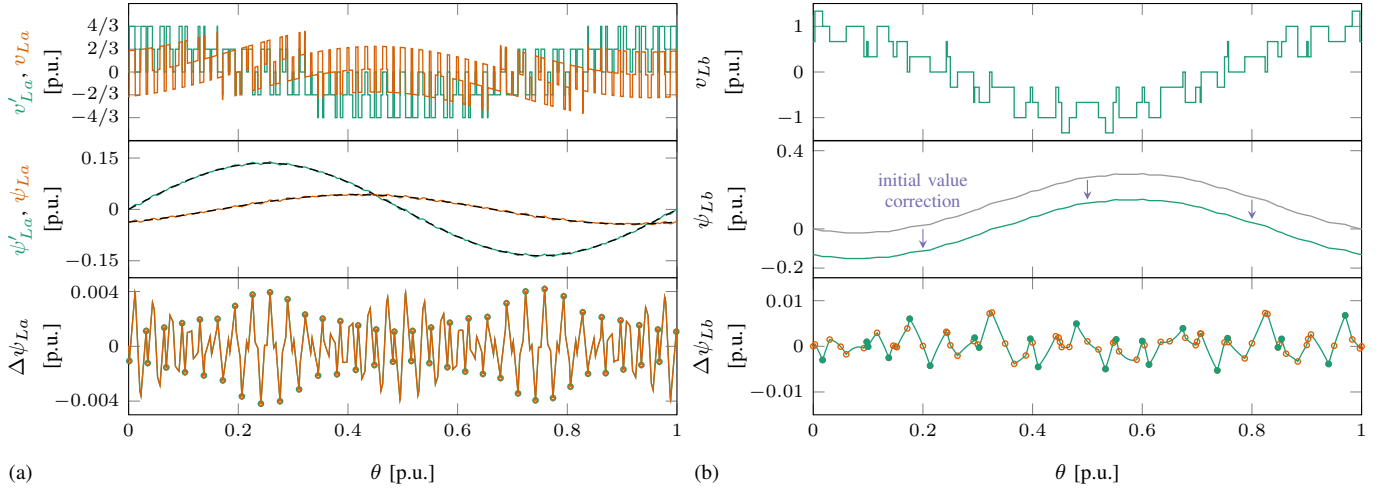 4/3
2/3
0
−2/3
−4/3
v′La, vLa
[p.u.]
0.15
0
−0.15
ψ′La, ψLa
[p.u.]
0.004
0
−0.004
ΔψLa
[p.u.]
0 0.2 0.4 0.6 0.8 1
(a) θ [p.u.]
1
0
−1
vLb
[p.u.]
0.4
0
−0.2
ψLb
[p.u.]
initial value
correction
0.01
0
−0.01
ΔψLb
[p.u.]
0 0.2 0.4 0.6 0.8 1
(b) θ [p.u.]